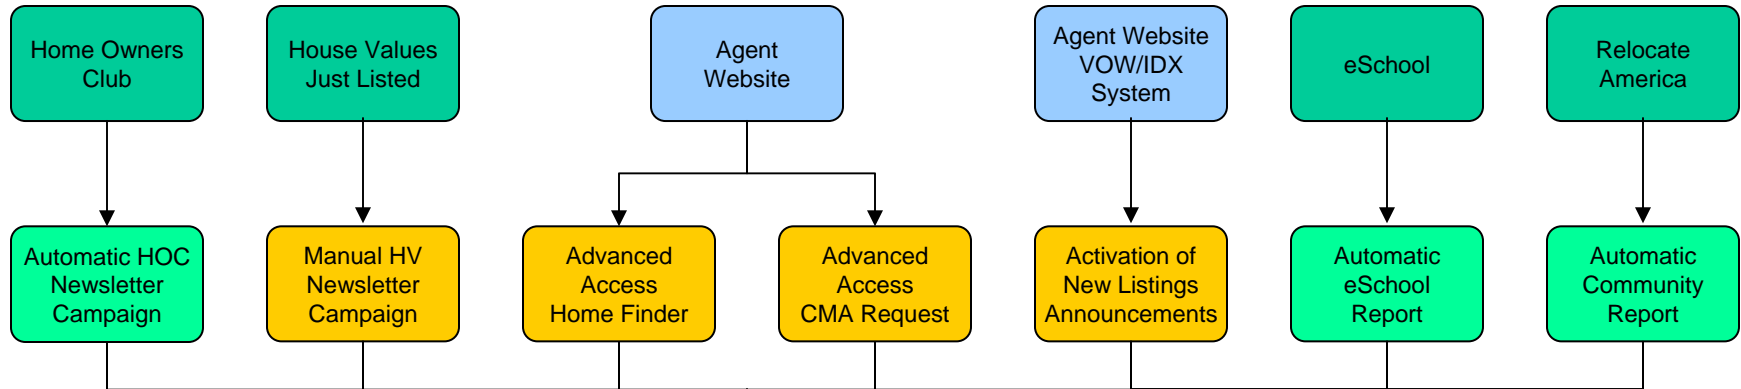 Home Owners
Club
House Values
Just Listed
Agent
Website
Agent Website
VOW/IDX
System
eSchool
Relocate
America
Automatic HOC
Newsletter
Campaign
Manual HV
Newsletter
Campaign
Advanced
Access
Home Finder
Advanced
Access
CMA Request
Activation of
New Listings
Announcements
Automatic
eSchool
Report
Automatic
Community
Report